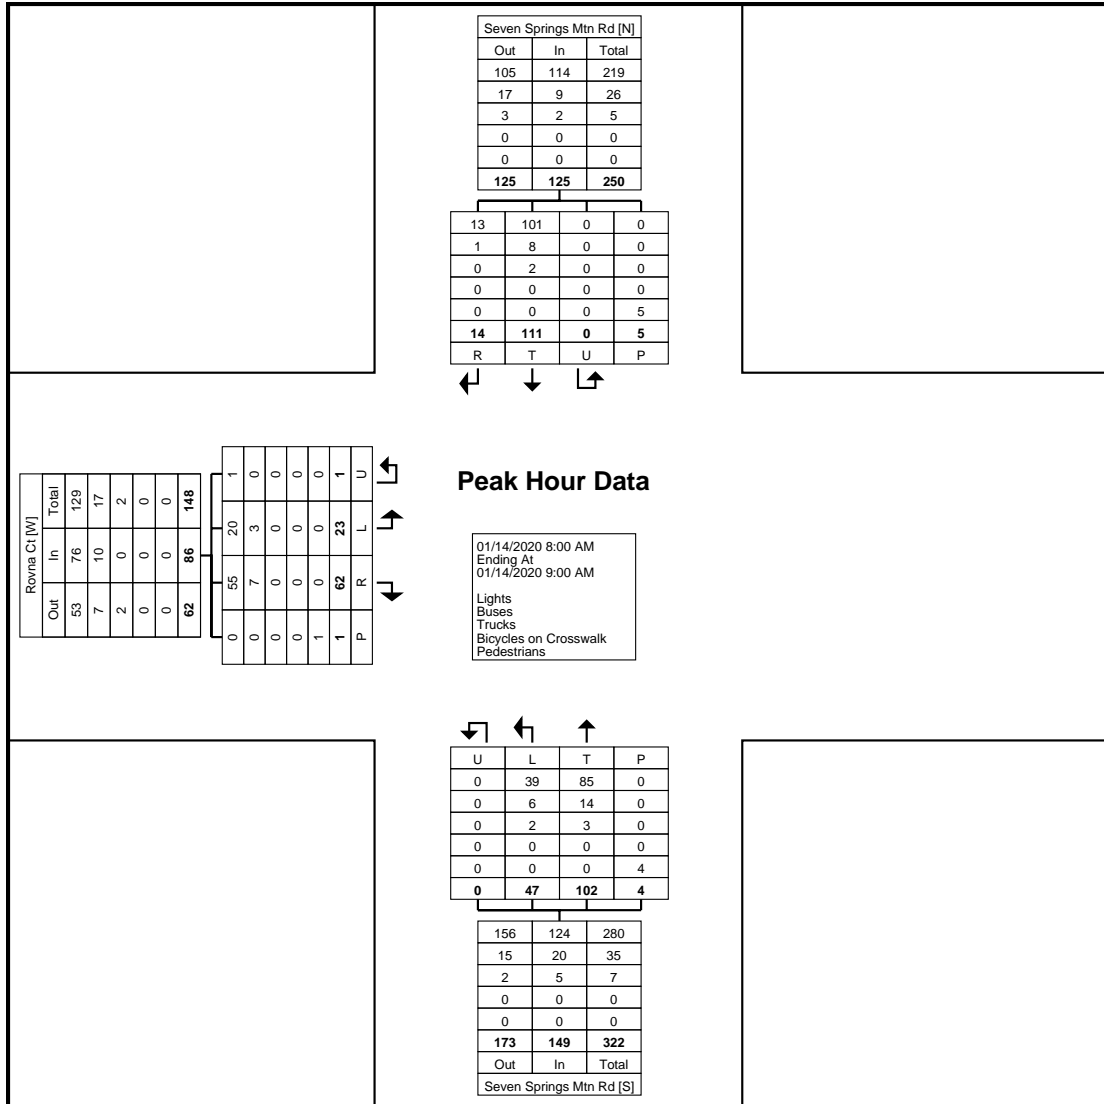 Seven Springs Mtn Rd [N]
Out In Total
105 114 219
17 9 26
3 2 5
0 0 0
0 0 0
125 125 250
13 101 0 0
1 8 0 0
0 2 0 0
0 0 0 0
0 0 0 5
14 111 0 5
R T U P
Rovna Ct [W]
Out In Total
53 76 129
7 10 17
2 0 2
0 0 0
0 0 0
62 86 148
0 55 20 1
0 7 3 0
0 0 0 0
0 0 0 0
1 0 0 0
1 62 23 1
P R L U
Peak Hour Data
01/14/2020 8:00 AM
Ending At
01/14/2020 9:00 AM
Lights
Buses
Trucks
Bicycles on Crosswalk
Pedestrians
U L T P
0 39 85 0
0 6 14 0
0 2 3 0
0 0 0 0
0 0 0 4
0 47 102 4
156 124 280
15 20 35
2 5 7
0 0 0
0 0 0
173 149 322
Out In Total
Seven Springs Mtn Rd [S]